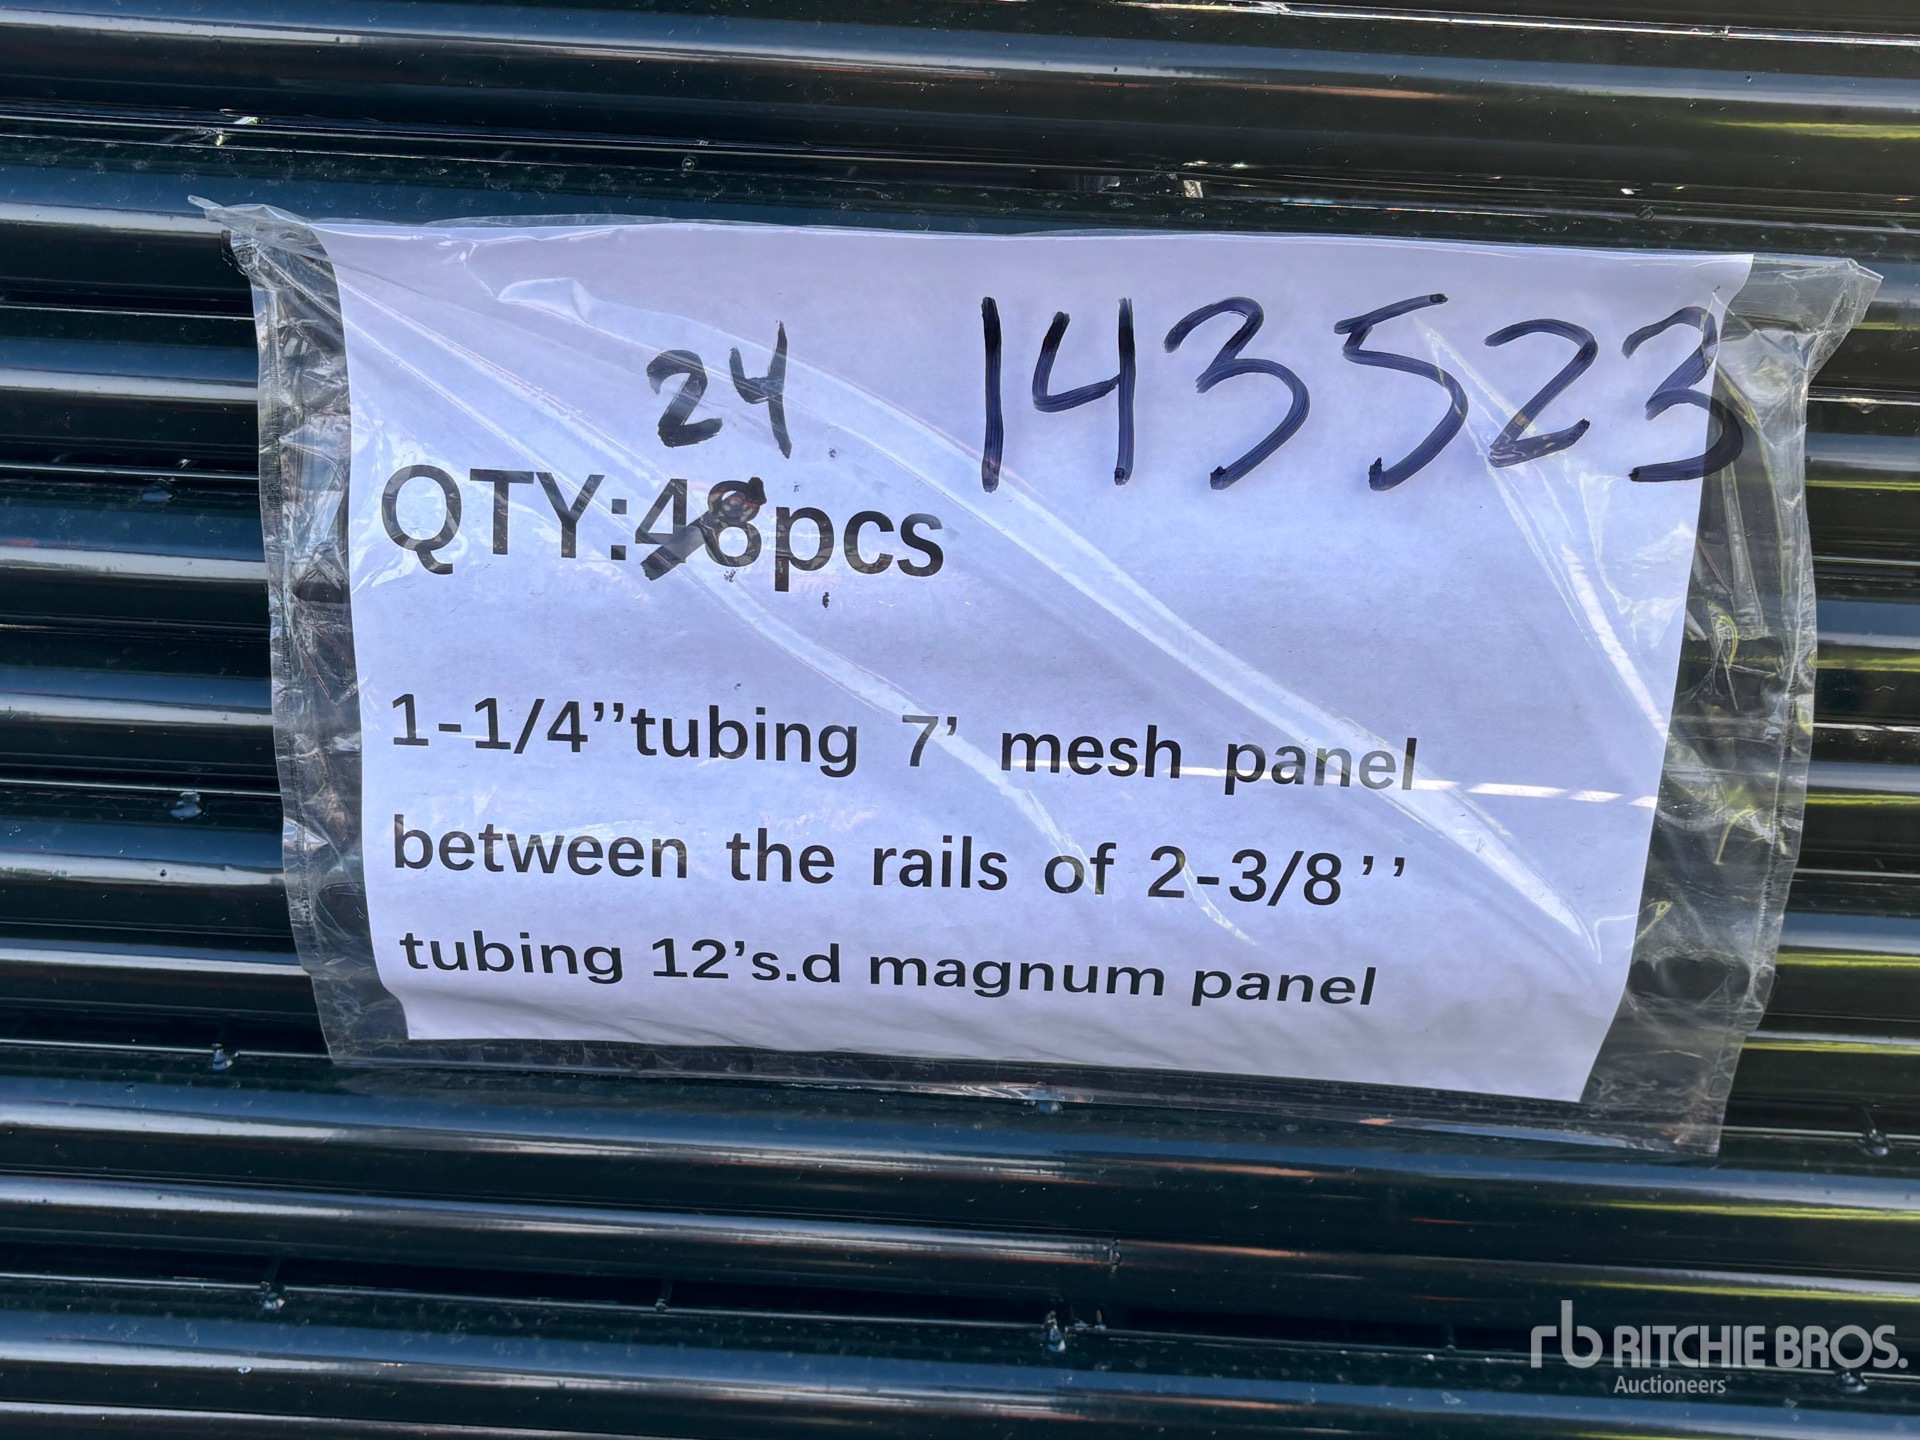 24 143523
QTY:48pcs
1-1/4”tubing 7’ mesh panel
between the rails of 2-3/8’’
tubing 12’s.d magnum panel
rb RITCHIE BROS.
Auctioneers